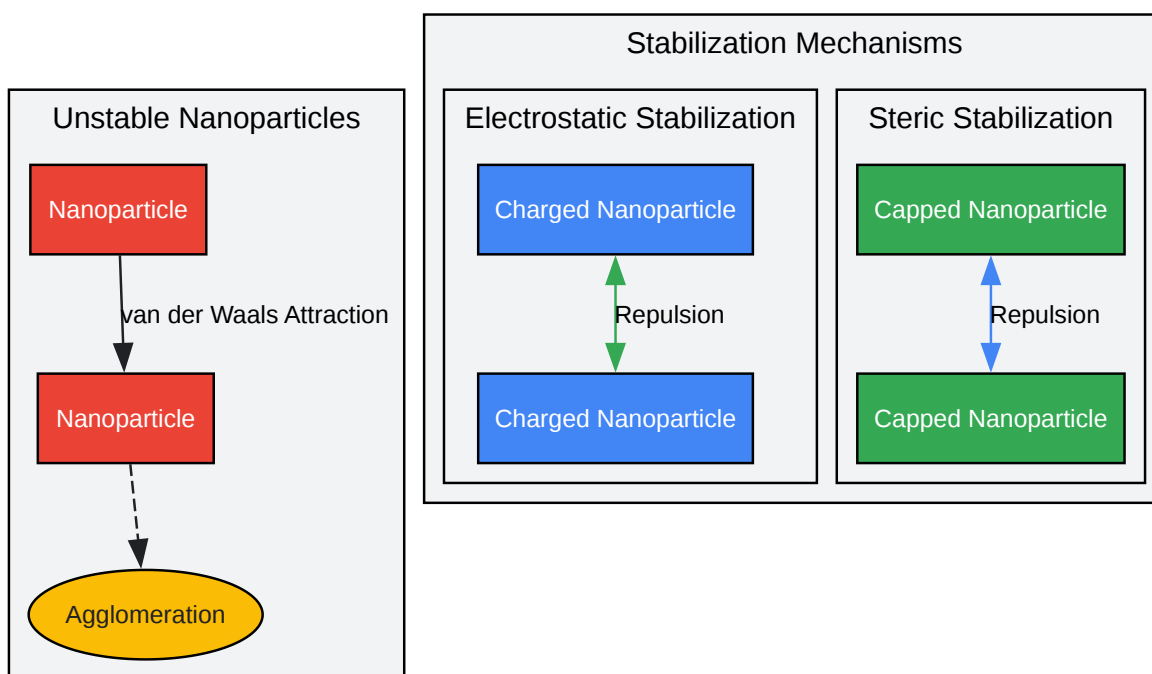 Unstable Nanoparticles
Nanoparticle
van der Waals Attraction
Nanoparticle
Agglomeration
Stabilization Mechanisms
Electrostatic Stabilization
Charged Nanoparticle
Repulsion
Charged Nanoparticle
Steric Stabilization
Capped Nanoparticle
Repulsion
Capped Nanoparticle